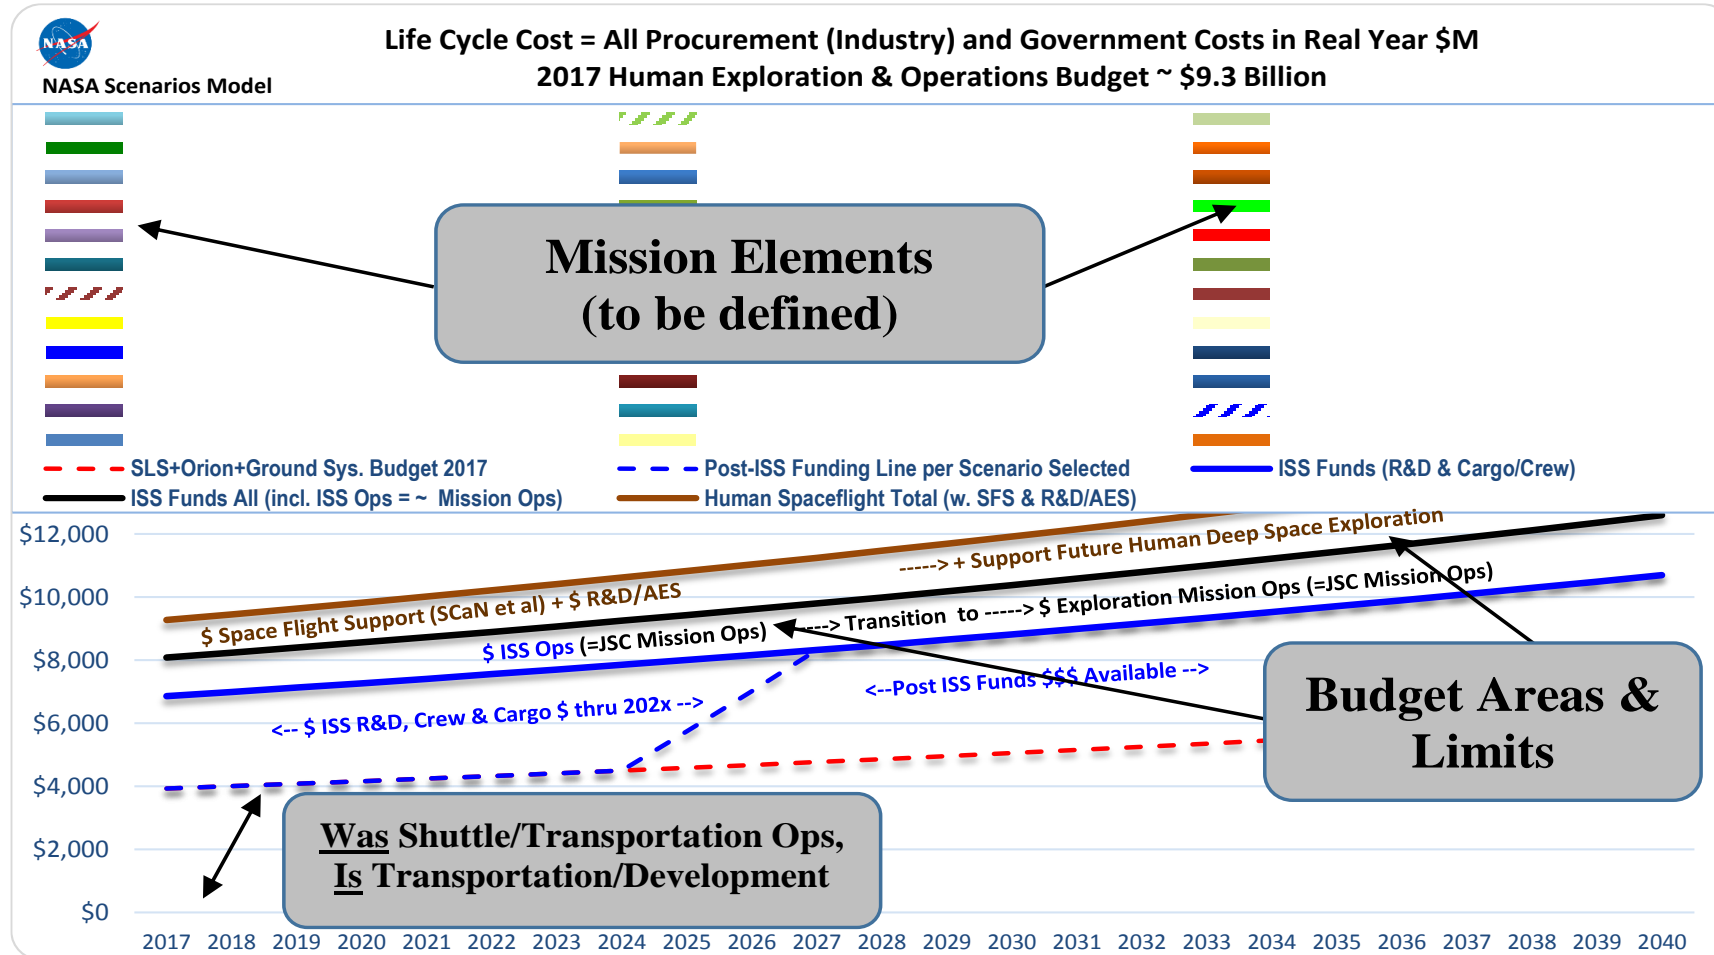 NASA
Life Cycle Cost = All Procurement (Industry) and Government Costs in Real Year $M
NASA Scenarios Model
2017 Human Exploration & Operations Budget ~ $9.3 Billion
Mission Elements
(to be defined)
SLS+Orion+Ground Sys. Budget 2017
Post-ISS Funding Line per Scenario Selected
ISS Funds (R&D & Cargo/Crew)
ISS Funds All (incl. ISS Ops = ~ Mission Ops)
Human Spaceflight Total (w. SFS & R&D/AES)
$12,000
$10,000
$8,000
$6,000
$4,000
$2,000
$0
-----> + Support Future Human Deep Space Exploration
$ Space Flight Support (SCaN et al) + $ R&D/AES
$ ISS Ops (=JSC Mission Ops) -----> Transition to -----> $ Exploration Mission Ops (=JSC Mission Ops)
<-- $ ISS R&D, Crew & Cargo $ thru 202x -->
<--Post ISS Funds $$$ Available -->
Budget Areas &
Limits
Was Shuttle/Transportation Ops,
Is Transportation/Development
2017 2018 2019 2020 2021 2022 2023 2024 2025 2026 2027 2028 2029 2030 2031 2032 2033 2034 2035 2036 2037 2038 2039 2040